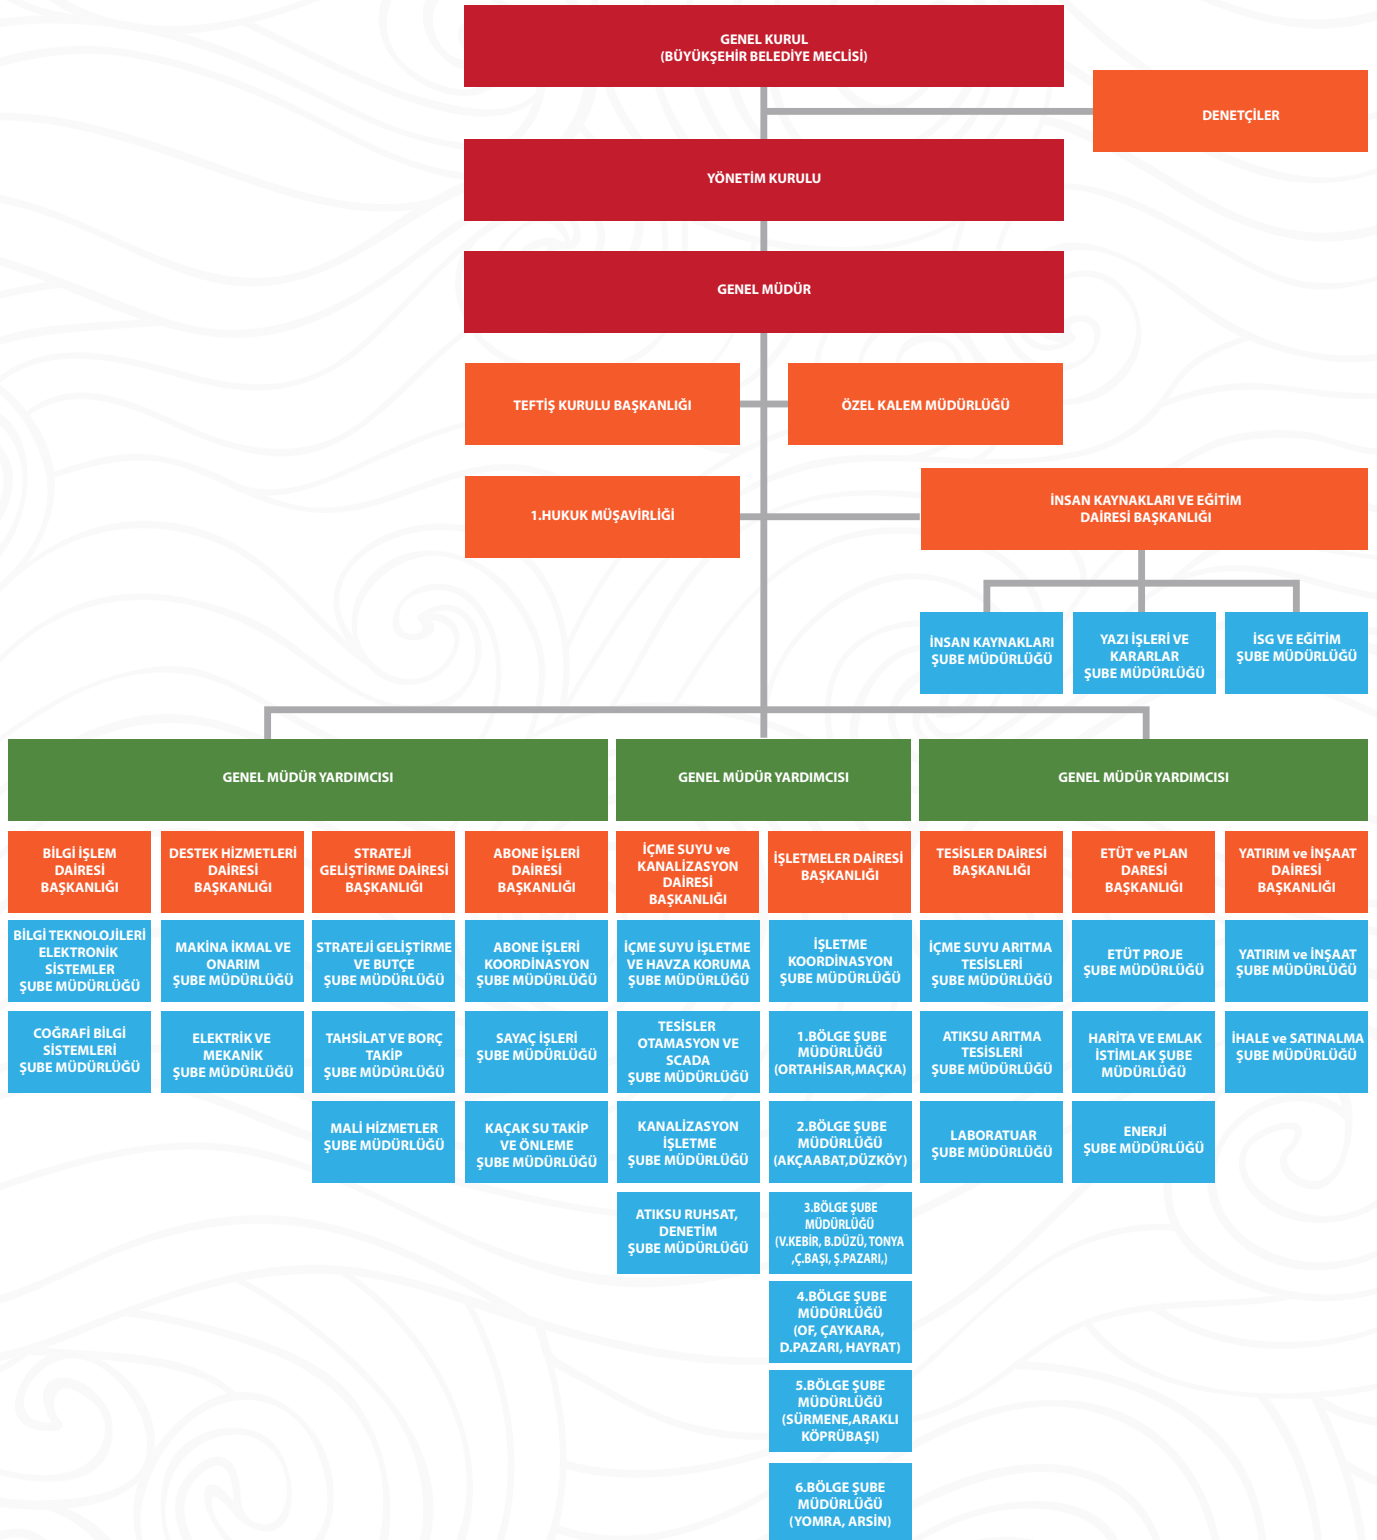 GENEL KURUL
(BÜYÜKŞEHİR BELEDİYE MECLİSİ)
DENETÇİLER
YÖNETİM KURULU
GENEL MÜDÜR
TEFTİŞ KURULU BAŞKANLIĞI
ÖZEL KALEM MÜDÜRLÜĞÜ
1.HUKUK MÜŞAVİRLİĞİ
İNSAN KAYNAKLARI VE EĞİTİM
DAİRESİ BAŞKANLIĞI
İNSAN KAYNAKLARI
ŞUBE MÜDÜRLÜĞÜ
YAZI İŞLERİ VE
KARARLAR
ŞUBE MÜDÜRLÜĞÜ
İSG VE EĞİTİM
ŞUBE MÜDÜRLÜĞÜ
GENEL MÜDÜR YARDIMCISI
GENEL MÜDÜR YARDIMCISI
GENEL MÜDÜR YARDIMCISI
BİLGİ İŞLEM
DAİRESİ
BAŞKANLIĞI
DESTEK HİZMETLERİ
DAİRESİ
BAŞKANLIĞI
STRATEJİ
GELİŞTİRME DAİRESİ
BAŞKANLIĞI
ABONE İŞLERİ
DAİRESİ
BAŞKANLIĞI
İÇME SUYU ve
KANALİZASYON
DAİRESİ
BAŞKANLIĞI
İŞLETMELER DAİRESİ
BAŞKANLIĞI
TESİSLER DAİRESİ
BAŞKANLIĞI
ETÜT ve PLAN
DARESİ
BAŞKANLIĞI
YATIRIM ve İNŞAAT
DAİRESİ
BAŞKANLIĞI
BİLGİ TEKNOLOJİLERİ
ELEKTRONİK
SİSTEMLER
ŞUBE MÜDÜRLÜĞÜ
MAKİNA İKMAL VE
ONARIM
ŞUBE MÜDÜRLÜĞÜ
STRATEJİ GELİŞTİRME
VE BUTÇE
ŞUBE MÜDÜRLÜĞÜ
ABONE İŞLERİ
KOORDİNASYON
ŞUBE MÜDÜRLÜĞÜ
İÇME SUYU İŞLETME
VE HAVZA KORUMA
ŞUBE MÜDÜRLÜĞÜ
İŞLETME
KOORDİNASYON
ŞUBE MÜDÜRLÜĞÜ
İÇME SUYU ARITMA
TESİSLERİ
ŞUBE MÜDÜRLÜĞÜ
ETÜT PROJE
ŞUBE MÜDÜRLÜĞÜ
YATIRIM ve İNŞAAT
ŞUBE MÜDÜRLÜĞÜ
COĞRAFİ BİLGİ
SİSTEMLERİ
ŞUBE MÜDÜRLÜĞÜ
ELEKTRİK VE
MEKANİK
ŞUBE MÜDÜRLÜĞÜ
TAHSİLAT VE BORÇ
TAKİP
ŞUBE MÜDÜRLÜĞÜ
SAYAÇ İŞLERİ
ŞUBE MÜDÜRLÜĞÜ
TESİSLER
OTAMASYON VE
SCADA
ŞUBE MÜDÜRLÜĞÜ
1.BÖLGE ŞUBE
MÜDÜRLÜĞÜ
(ORTAHİSAR,MAÇKA)
ATIKSU ARITMA
TESİSLERİ
ŞUBE MÜDÜRLÜĞÜ
HARİTA VE EMLAK
İSTİMLAK ŞUBE
MÜDÜRLÜĞÜ
İHALE ve SATINALMA
ŞUBE MÜDÜRLÜĞÜ
MALİ HİZMETLER
ŞUBE MÜDÜRLÜĞÜ
KAÇAK SU TAKİP
VE ÖNLEME
ŞUBE MÜDÜRLÜĞÜ
KANALİZASYON
İŞLETME
ŞUBE MÜDÜRLÜĞÜ
2.BÖLGE ŞUBE
MÜDÜRLÜĞÜ
(AKÇAABAT,DÜZKÖY)
LABORATUAR
ŞUBE MÜDÜRLÜĞÜ
ENERJİ
ŞUBE MÜDÜRLÜĞÜ
ATIKSU RUHSAT,
DENETİM
ŞUBE MÜDÜRLÜĞÜ
3.BÖLGE ŞUBE
MÜDÜRLÜĞÜ
(V.KEBİR, B.DÜZÜ, TONYA
,Ç.BAŞI, Ş.PAZARI,)
4.BÖLGE ŞUBE
MÜDÜRLÜĞÜ
(OF, ÇAYKARA,
D.PAZARI, HAYRAT)
5.BÖLGE ŞUBE
MÜDÜRLÜĞÜ
(SÜRMENE,ARAKLI
KÖPRÜBAŞI)
6.BÖLGE ŞUBE
MÜDÜRLÜĞÜ
(YOMRA, ARSİN)